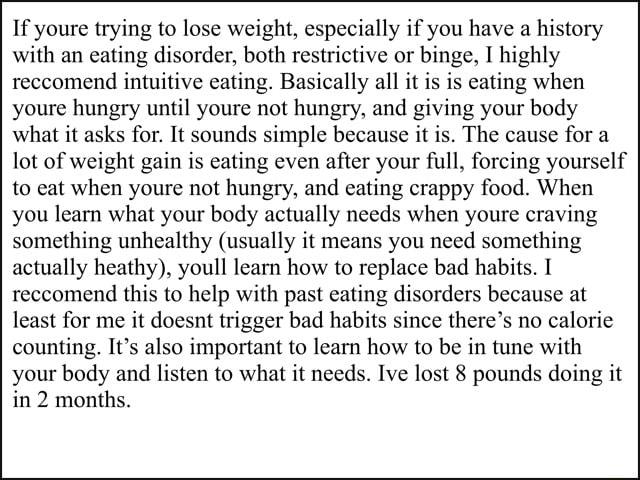 If youre trying to lose weight, especially if you have a history
with an eating disorder, both restrictive or binge, I highly
reccomend intuitive eating. Basically all it is is eating when
youre hungry until youre not hungry, and giving your body
what it asks for. It sounds simple because it is. The cause for a
lot of weight gain is eating even after your full, forcing yourself
to eat when youre not hungry, and eating crappy food. When
you learn what your body actually needs when youre craving
something unhealthy (usually it means you need something
actually heathy), youll learn how to replace bad habits. I
reccomend this to help with past eating disorders because at
least for me it doesnt trigger bad habits since there’s no calorie
counting. It’s also important to learn how to be in tune with
your body and listen to what it needs. Ive lost 8 pounds doing it
in 2 months.